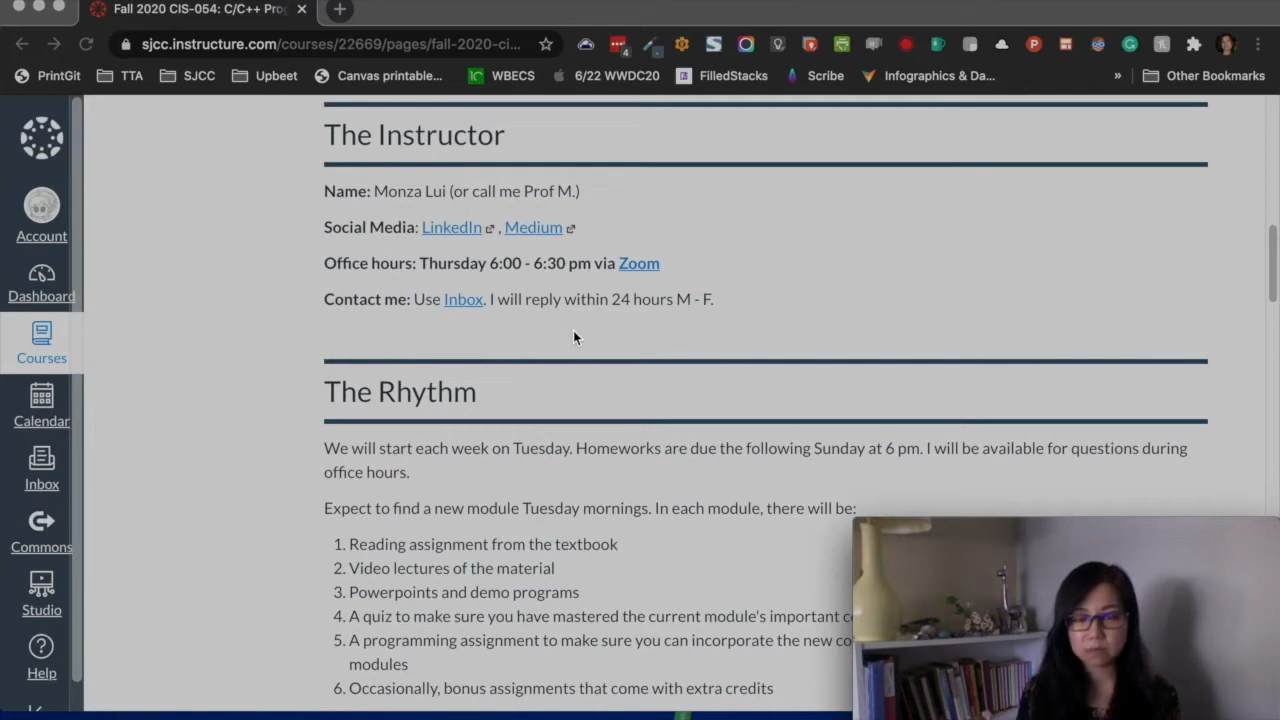 Fall 2020 CIS-054: C/C++ Pro
sjcc.instructure.com/courses/22669/pages/fall-2020-ci...
PrintGit TTA SJCC Upbeet Canvas printable... WBECS 6/22 WWDC20 FilledStacks Scribe Infographics & Da... » Other Bookmarks
The Instructor
Name: Monza Lui (or call me Prof M.)
Social Media: LinkedIn , Medium
Office hours: Thursday 6:00 - 6:30 pm via Zoom
Contact me: Use Inbox. I will reply within 24 hours M - F.
The Rhythm
We will start each week on Tuesday. Homeworks are due the following Sunday at 6 pm. I will be available for questions during
office hours.
Expect to find a new module Tuesday mornings. In each module, there will be:
1. Reading assignment from the textbook
2. Video lectures of the material
3. Powerpoints and demo programs
4. A quiz to make sure you have mastered the current module's important c
5. A programming assignment to make sure you can incorporate the new co
modules
6. Occasionally, bonus assignments that come with extra credits
Account
Dashboard
Courses
Calendar
Inbox
Commons
Studio
Help